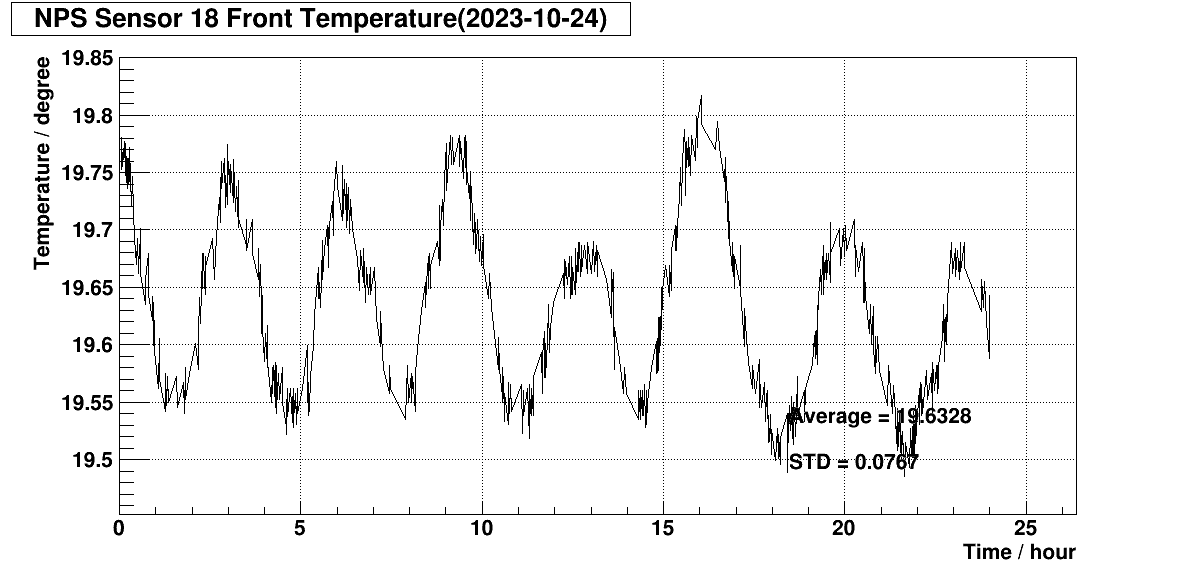 NPS Sensor 18 Front Temperature(2023-10-24)
Temperature / degree
19.85
19.8
19.75
19.7
19.65
19.6
19.55
19.5
Average = 19.6328
STD = 0.0767
0 5 10 15 20 25
Time / hour